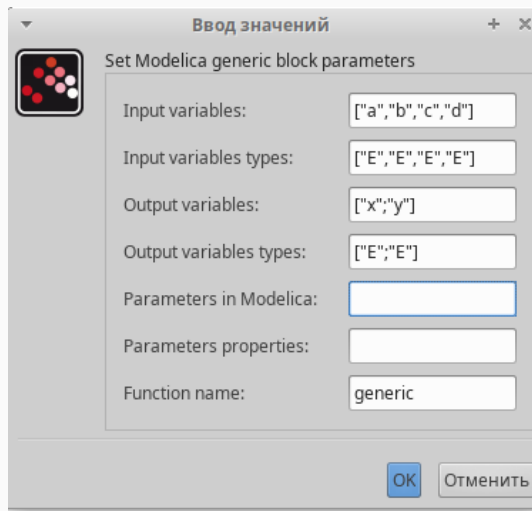 Ввод значений
Set Modelica generic block parameters
Input variables: ["a","b","c","d"]
Input variables types: ["E","E","E","E"]
Output variables: ["x";"y"]
Output variables types: ["E";"E"]
Parameters in Modelica:
Parameters properties:
Function name: generic
OK Отменить